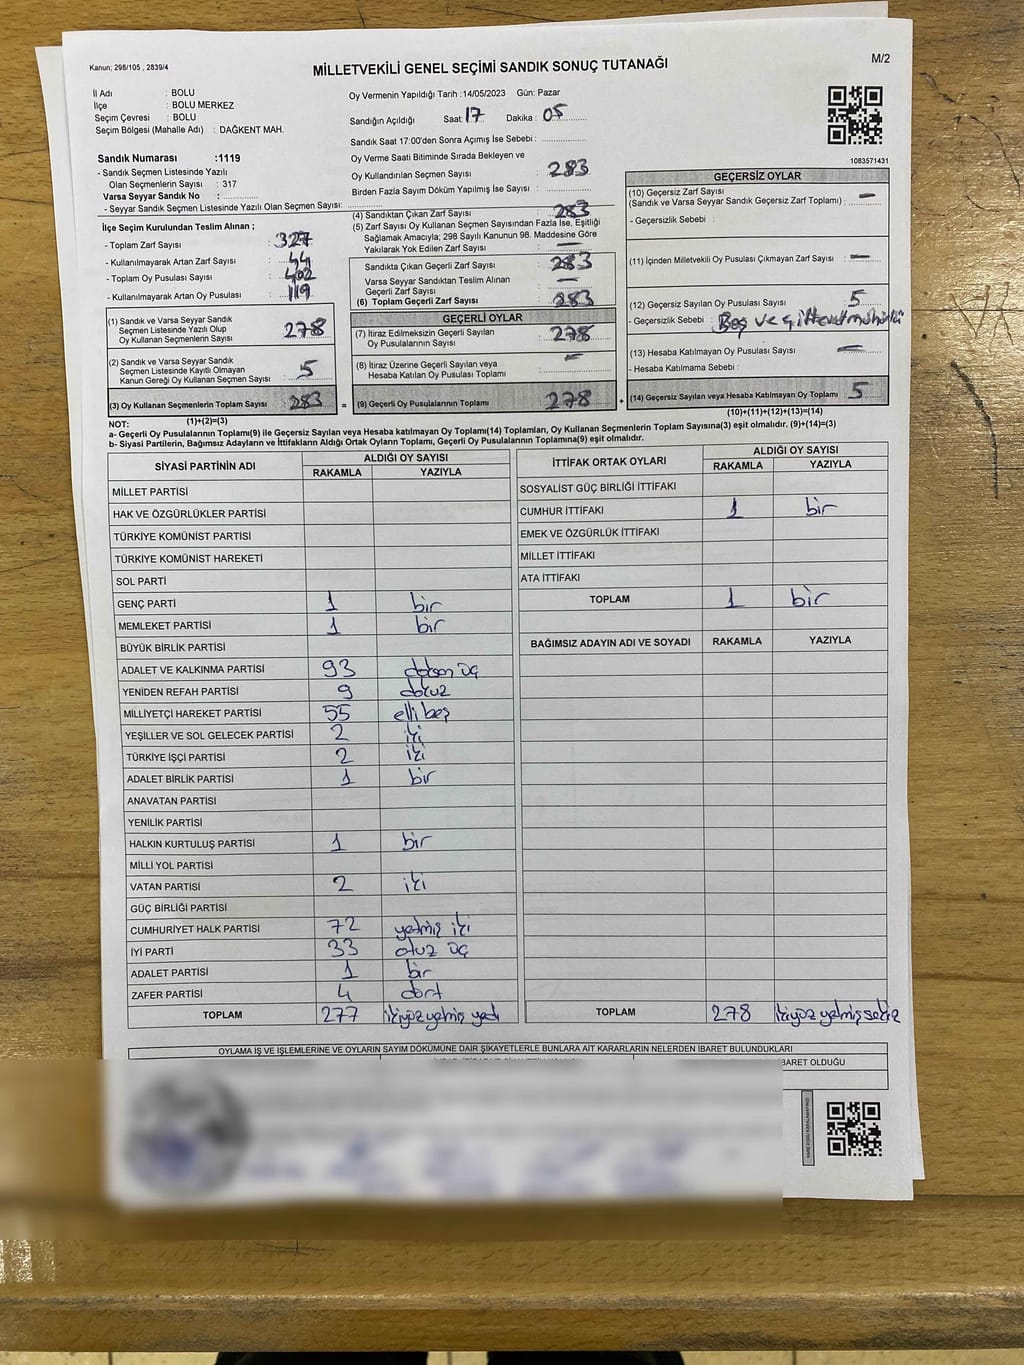 Kanun; 298/105 , 2839/4
MİLLETVEKİLİ GENEL SEÇİMİ SANDIK SONUÇ TUTANAĞI
M/2
İl Adı : BOLU
İlçe : BOLU MERKEZ
Seçim Çevresi : BOLU
Seçim Bölgesi (Mahalle Adı) : DAĞKENT MAH.
Sandık Numarası :1119
- Sandık Seçmen Listesinde Yazılı
Olan Seçmenlerin Sayısı : 317
Varsa Seyyar Sandık No :
- Seyyar Sandık Seçmen Listesinde Yazılı Olan Seçmen Sayısı:
Oy Vermenin Yapıldığı Tarih :14/05/2023 Gün: Pazar
Sandığın Açıldığı Saat: 17 Dakika : 05
Sandık Saat 17:00'den Sonra Açımış İse Sebebi :
Oy Verme Saati Bitiminde Sırada Bekleyen ve
Oy Kullandırılan Seçmen Sayısı : 283
Birden Fazla Sayım Döküm Yapılmış İse Sayısı :
1083571431
İlçe Seçim Kurulundan Teslim Alınan ;
- Toplam Zarf Sayısı : 327
- Kullanılmayarak Artan Zarf Sayısı : 44
- Toplam Oy Pusulası Sayısı : 402
- Kullanılmayarak Artan Oy Pusulası : 119
(1) Sandık ve Varsa Seyyar Sandık
Seçmen Listesinde Yazılı Olup
Oy Kullanan Seçmenlerin Sayısı : 278
(2) Sandık ve Varsa Seyyar Sandık
Seçmen Listesinde Kayıtlı Olmayan
Kanun Gereği Oy Kullanan Seçmen Sayısı : 5
(3) Oy Kullanan Seçmenlerin Toplam Sayısı : 283
(1)+(2)=(3)
(4) Sandıktan Çıkan Zarf Sayısı : 283
(5) Zarf Sayısı Oy Kullanan Seçmen Sayısından Fazla İse, Eşitliği
Sağlamak Amacıyla; 298 Sayılı Kanunun 98. Maddesine Göre
Yakılarak Yok Edilen Zarf Sayısı : —
Sandıkta Çıkan Geçerli Zarf Sayısı : 283
Varsa Seyyar Sandıktan Teslim Alınan
Geçerli Zarf Sayısı : —
(6) Toplam Geçerli Zarf Sayısı : 283
GEÇERLİ OYLAR
(7) İtiraz Edilmeksizin Geçerli Sayılan
Oy Pusulalarının Sayısı : 278
(8) İtiraz Üzerine Geçerli Sayılan veya
Hesaba Katılan Oy Pusulası Toplamı : —
= (9) Geçerli Oy Pusulalarının Toplamı : 278
GEÇERSİZ OYLAR
(10) Geçersiz Zarf Sayısı
(Sandık ve Varsa Seyyar Sandık Geçersiz Zarf Toplamı) : —
- Geçersizlik Sebebi :
(11) İçinden Milletvekili Oy Pusulası Çıkmayan Zarf Sayısı : —
(12) Geçersiz Sayılan Oy Pusulası Sayısı : 5
- Geçersizlik Sebebi : Boş ve çift
(13) Hesaba Katılmayan Oy Pusulası Sayısı : —
- Hesaba Katılmama Sebebi :
+ (14) Geçersiz Sayılan veya Hesaba Katılmayan Oy Toplamı : 5
(10)+(11)+(12)+(13)=(14)
NOT:
a- Geçerli Oy Pusulalarının Toplamı(9) ile Geçersiz Sayılan veya Hesaba katılmayan Oy Toplamı(14) Toplamları, Oy Kullanan Seçmenlerin Toplam Sayısına(3) eşit olmalıdır. (9)+(14)=(3)
b- Siyasi Partilerin, Bağımsız Adayların ve İttifakların Aldığı Ortak Oyların Toplamı, Geçerli Oy Pusulalarının Toplamına(9) eşit olmalıdır.
SİYASİ PARTİNİN ADI ALDIĞI OY SAYISI
RAKAMLA YAZIYLA
MİLLET PARTİSİ
HAK VE ÖZGÜRLÜKLER PARTİSİ
TÜRKİYE KOMÜNİST PARTİSİ
TÜRKİYE KOMÜNİST HAREKETİ
SOL PARTİ
GENÇ PARTİ 1 bir
MEMLEKET PARTİSİ 1 bir
BÜYÜK BİRLİK PARTİSİ
ADALET VE KALKINMA PARTİSİ 93 doksan üç
YENİDEN REFAH PARTİSİ 9 dokuz
MİLLİYETÇİ HAREKET PARTİSİ 55 elli beş
YEŞİLLER VE SOL GELECEK PARTİSİ 2 iki
TÜRKİYE İŞÇİ PARTİSİ 2 iki
ADALET BİRLİK PARTİSİ 1 bir
ANAVATAN PARTİSİ
YENİLİK PARTİSİ
HALKIN KURTULUŞ PARTİSİ 1 bir
MİLLİ YOL PARTİSİ
VATAN PARTİSİ 2 iki
GÜÇ BİRLİĞİ PARTİSİ
CUMHURİYET HALK PARTİSİ 72 yetmiş iki
İYİ PARTİ 33 otuz üç
ADALET PARTİSİ 1 bir
ZAFER PARTİSİ 4 dört
TOPLAM 277 ikiyüz yetmiş yedi
İTTİFAK ORTAK OYLARI ALDIĞI OY SAYISI
RAKAMLA YAZIYLA
SOSYALİST GÜÇ BİRLİĞİ İTTİFAKI
CUMHUR İTTİFAKI 1 bir
EMEK VE ÖZGÜRLÜK İTTİFAKI
MİLLET İTTİFAKI
ATA İTTİFAKI
TOPLAM 1 bir
BAĞIMSIZ ADAYIN ADI VE SOYADI RAKAMLA YAZIYLA
TOPLAM 278 ikiyüz yetmiş sekiz
OYLAMA İŞ VE İŞLEMLERİNE VE OYLARIN SAYIM DÖKÜMÜNE DAİR ŞİKAYETLERLE BUNLARA AİT KARARLARIN NELERDEN İBARET BULUNDUKLARI
İBARET OLDUĞU